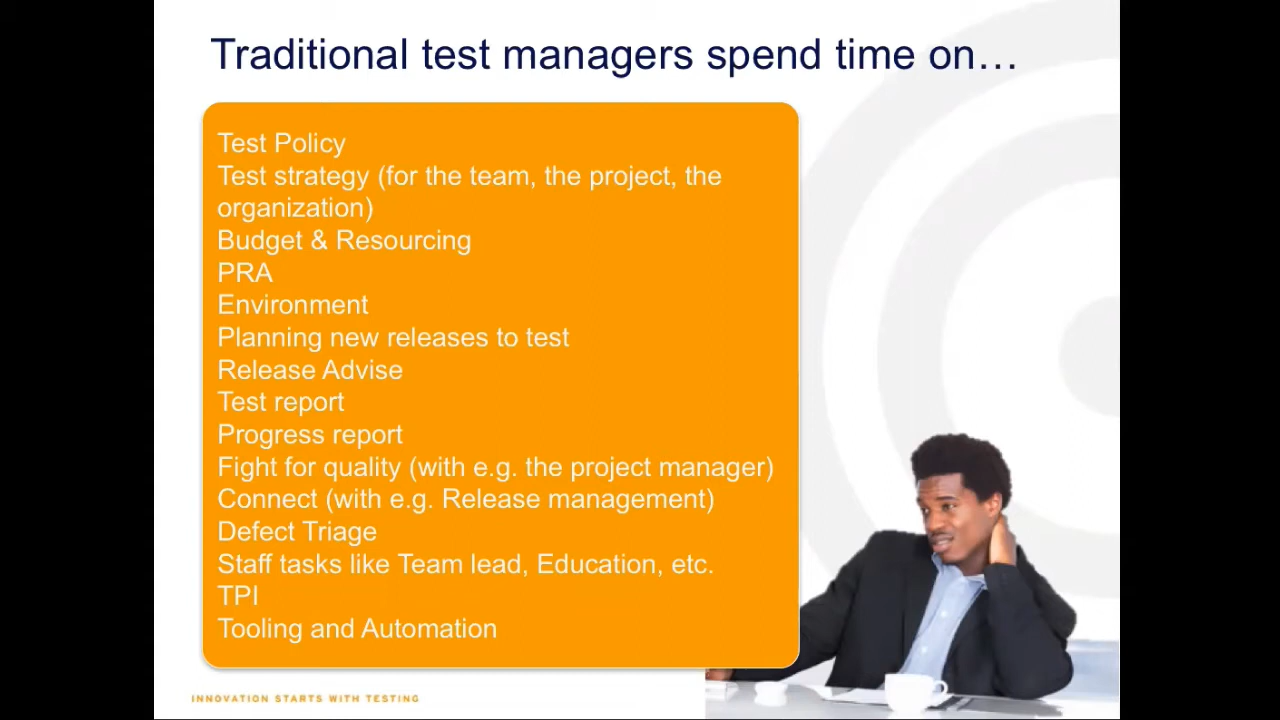 Traditional test managers spend time on…
Test Policy
Test strategy (for the team, the project, the
organization)
Budget & Resourcing
PRA
Environment
Planning new releases to test
Release Advise
Test report
Progress report
Fight for quality (with e.g. the project manager)
Connect (with e.g. Release management)
Defect Triage
Staff tasks like Team lead, Education, etc.
TPI
Tooling and Automation
INNOVATION STARTS WITH TESTING